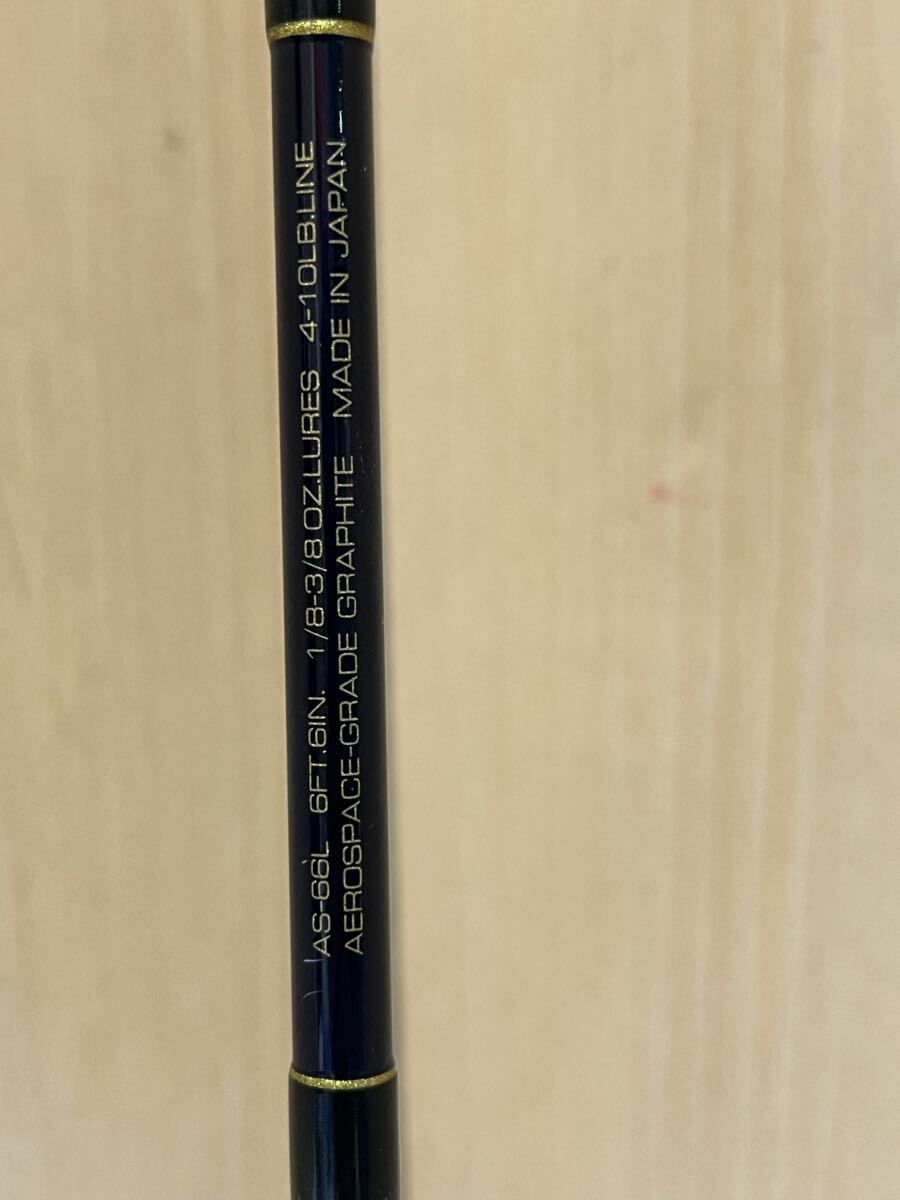 AS-66L 6FT.6IN. 1/8-3/8 OZ.LURES 4-10LB.LINE
AEROSPACE-GRADE GRAPHITE MADE IN JAPAN